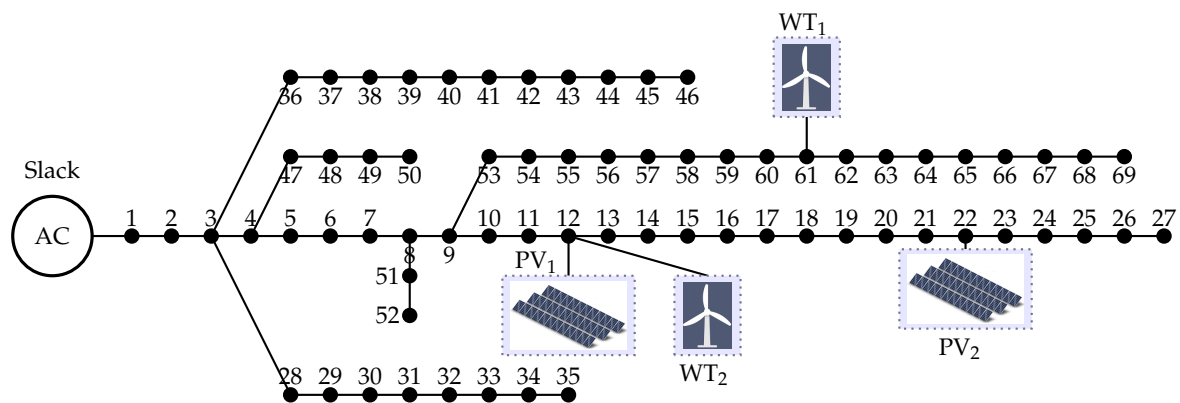 WT₁
36 37 38 39 40 41 42 43 44 45 46
Slack
47 48 49 50 53 54 55 56 57 58 59 60 61 62 63 64 65 66 67 68 69
AC
1 2 3 4 5 6 7 8 9 10 11 12 13 14 15 16 17 18 19 20 21 22 23 24 25 26 27
PV₁
51
52
PV₂
WT₂
28 29 30 31 32 33 34 35